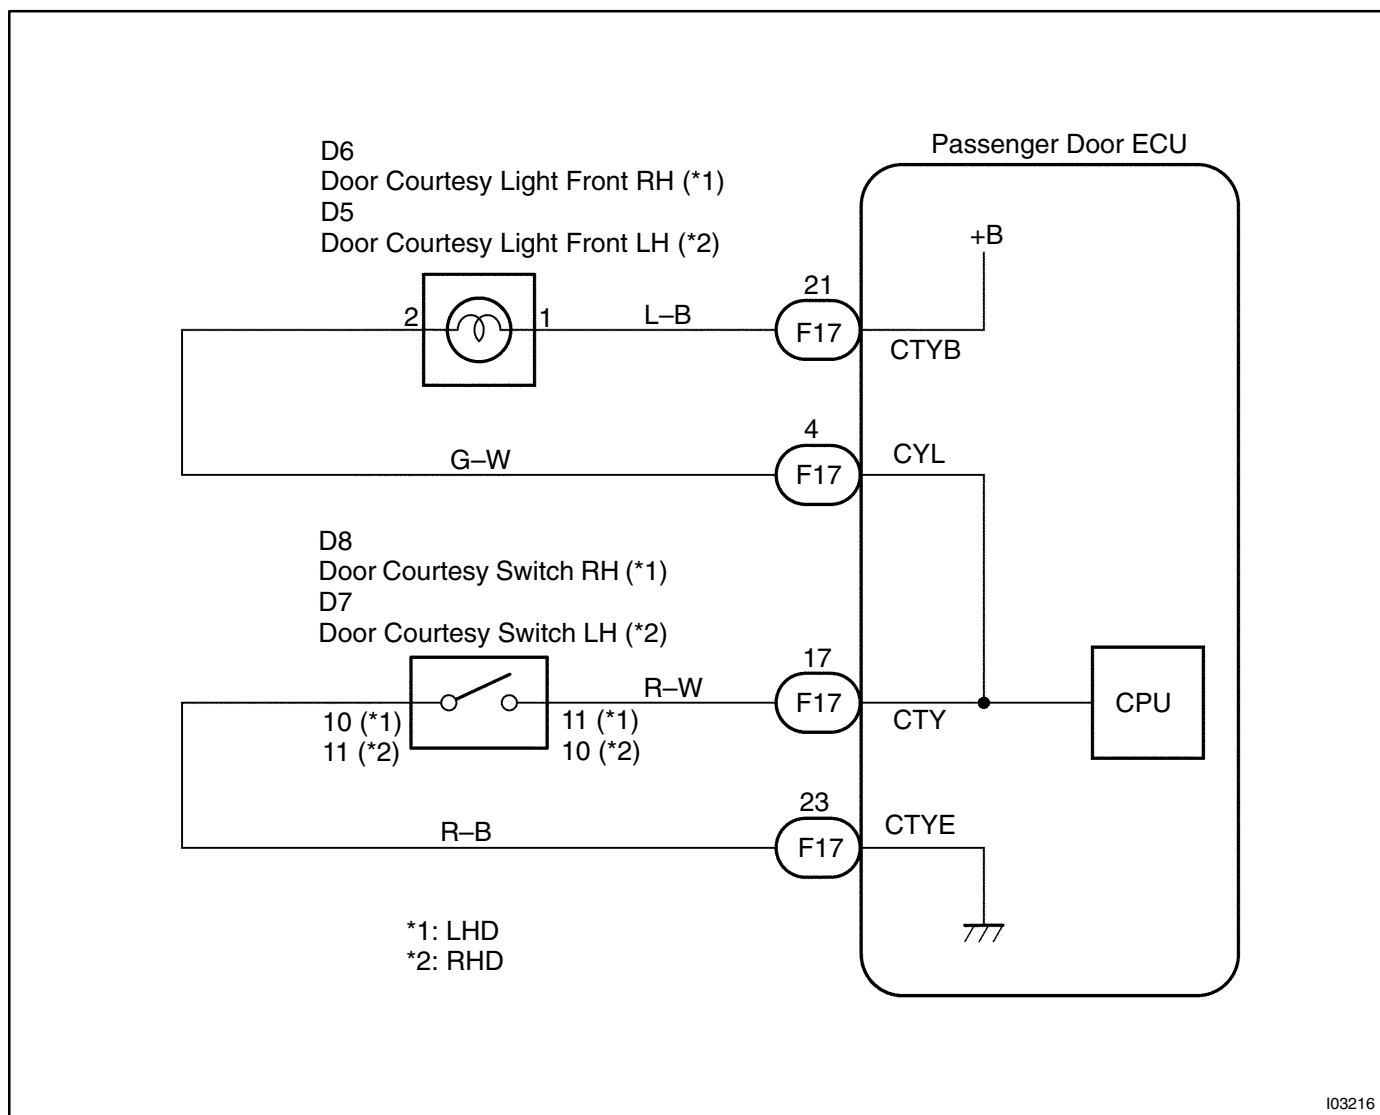 Passenger Door ECU
D6
Door Courtesy Light Front RH (*1)
D5
Door Courtesy Light Front LH (*2)
+B
21
2
1
L–B
F17
CTYB
4
G–W
F17
CYL
D8
Door Courtesy Switch RH (*1)
D7
Door Courtesy Switch LH (*2)
17
R–W
F17
CTY
CPU
10 (*1)
11 (*2)
11 (*1)
10 (*2)
23
R–B
F17
CTYE
*1: LHD
*2: RHD
I03216